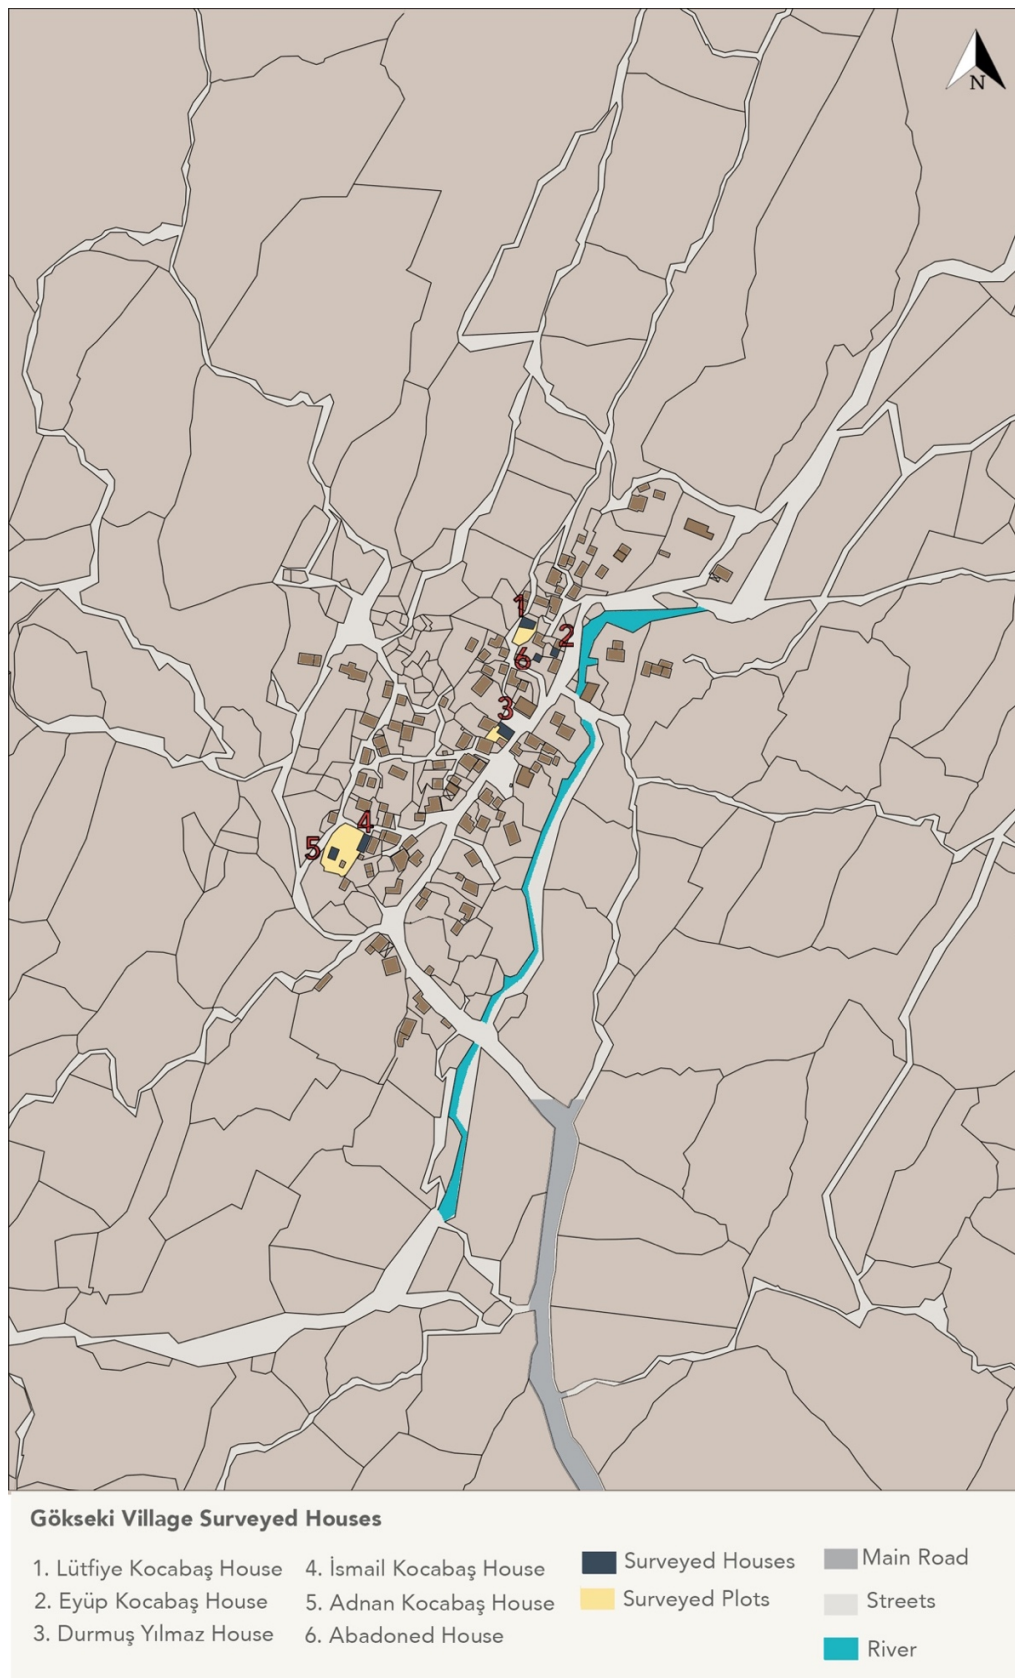 N
1
2
6
3
4
5
Gökseki Village Surveyed Houses
1. Lütfiye Kocabaş House
2. Eyüp Kocabaş House
3. Durmuş Yılmaz House
4. İsmail Kocabaş House
5. Adnan Kocabaş House
6. Abadoned House
Surveyed Houses
Surveyed Plots
Main Road
Streets
River